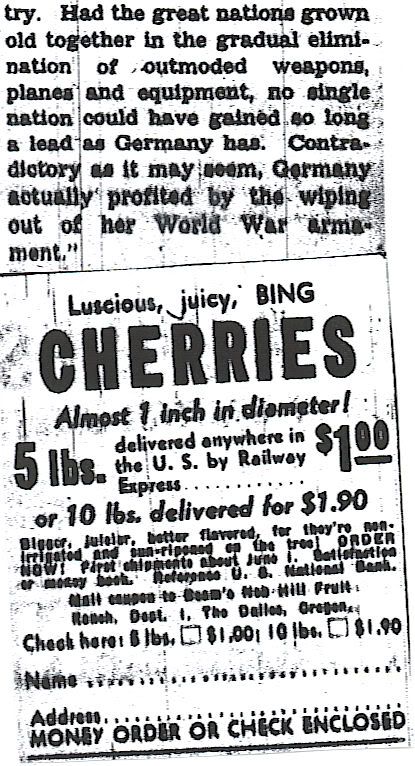 try. Had the great nations grown
old together in the gradual elimi-
nation of outmoded weapons,
planes and equipment, no single
nation could have gained so long
a lead as Germany has. Contra-
dictory as it may seem, Germany
actually profited by the wiping
out of her World War arma-
ment."
Luscious, juicy, BING
CHERRIES
Almost 1 inch in diameter!
5 lbs. delivered anywhere in $1.00
the U. S. by Railway
Express..........
or 10 lbs. delivered for $1.90
Bigger, juicier, better flavored, for they're non-
irrigated and sun-ripened on the tree! ORDER
NOW! First shipments about June 1. Satisfaction
or money back. Reference U. S. National Bank.
Mail coupon to Beam's Nob Hill Fruit
Ranch, Dept. 1, The Dalles, Oregon.
Check here: 5 lbs. ☐ $1.00; 10 lbs. ☐ $1.90
Name
Address
MONEY ORDER OR CHECK ENCLOSED